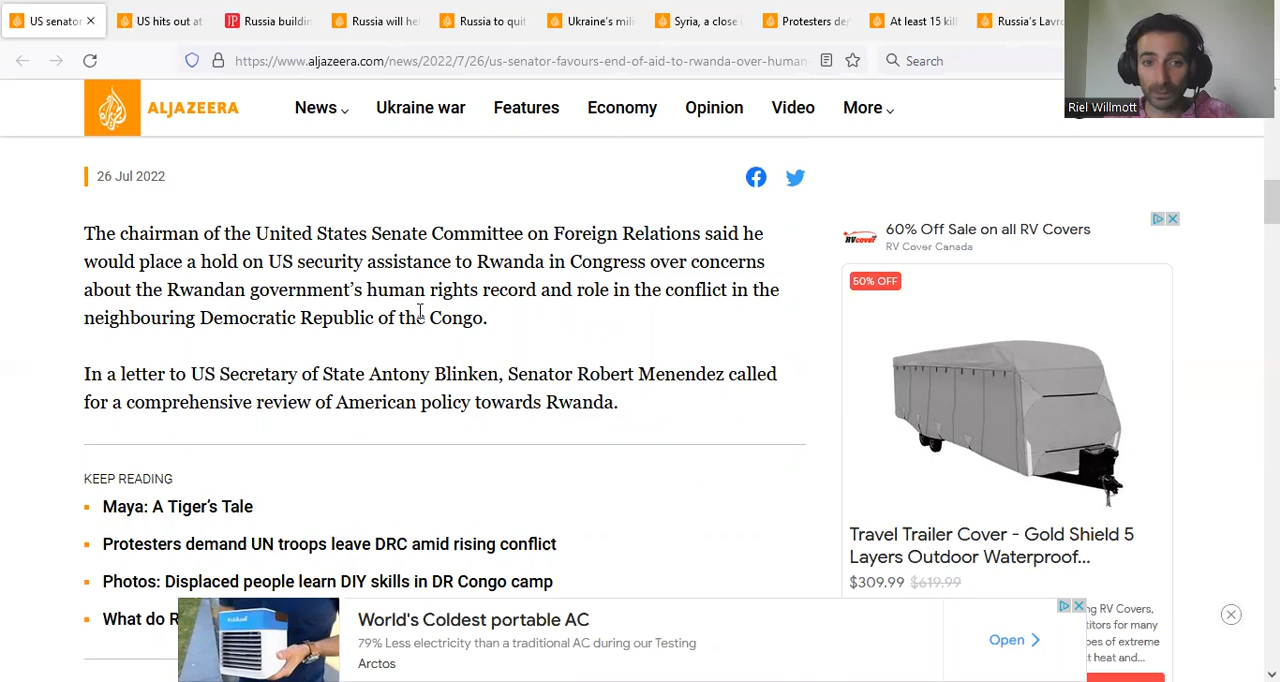 US senator
US hits out at
Russia buildin
Russia will he
Russia to quit
Ukraine's mili
Syria, a close
Protesters de
At least 15 kil
Russia's Lavro
https://www.aljazeera.com/news/2022/7/26/us-senator-favours-end-of-aid-to-rwanda-over-human-
Search
Riel Willmott
ALJAZEERA
News
Ukraine war
Features
Economy
Opinion
Video
More
26 Jul 2022
The chairman of the United States Senate Committee on Foreign Relations said he
would place a hold on US security assistance to Rwanda in Congress over concerns
about the Rwandan government's human rights record and role in the conflict in the
neighbouring Democratic Republic of the Congo.
In a letter to US Secretary of State Antony Blinken, Senator Robert Menendez called
for a comprehensive review of American policy towards Rwanda.
KEEP READING
Maya: A Tiger's Tale
Protesters demand UN troops leave DRC amid rising conflict
Photos: Displaced people learn DIY skills in DR Congo camp
What do R
RVcover
60% Off Sale on all RV Covers
RV Cover Canada
50% OFF
Travel Trailer Cover - Gold Shield 5
Layers Outdoor Waterproof...
$309.99 $619.99
ng RV Covers,
titors for many
pes of extreme
t heat and...
World's Coldest portable AC
79% Less electricity than a traditional AC during our Testing
Arctos
Open